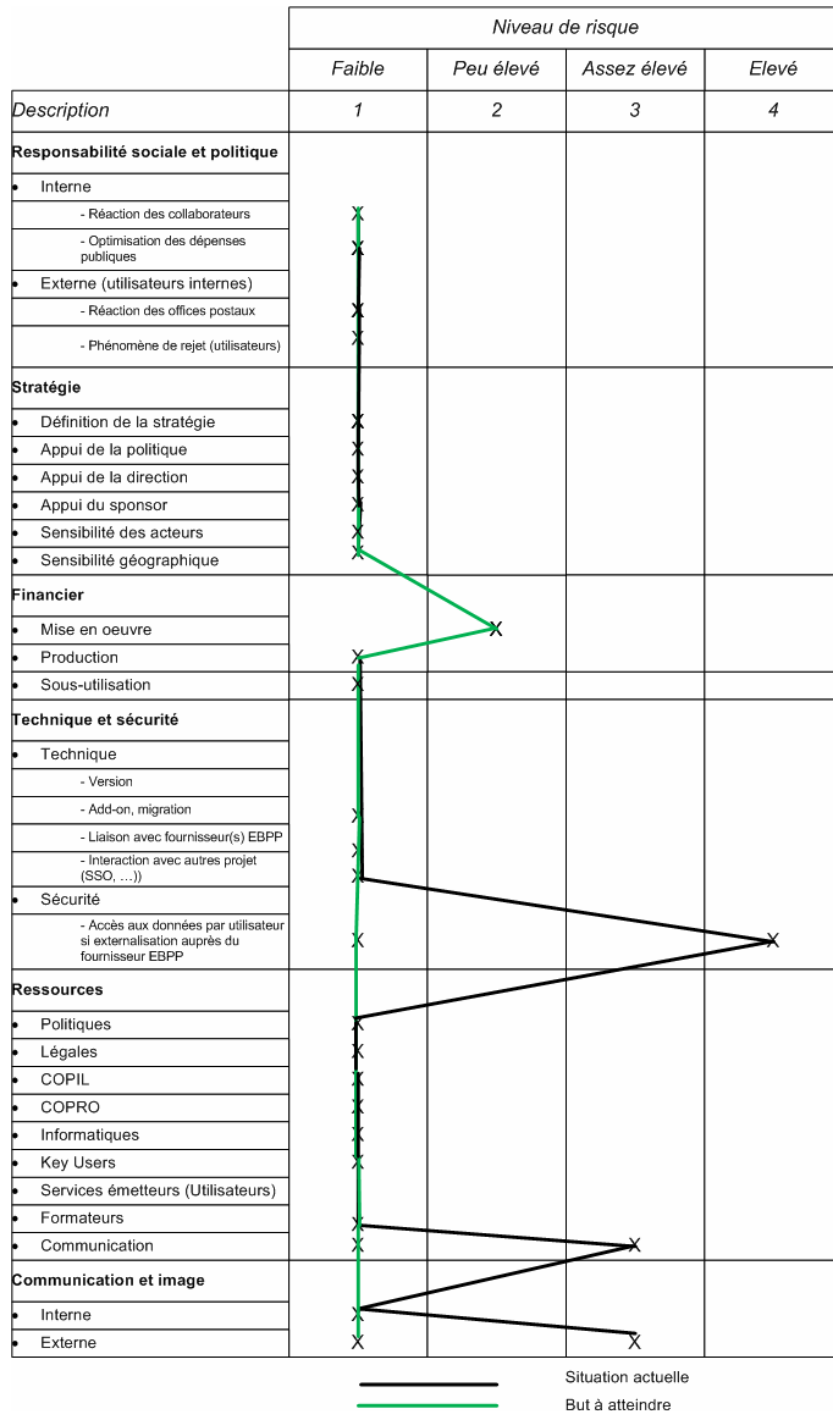 Niveau de risque
Faible Peu élevé Assez élevé Elevé
Description 1 2 3 4
Responsabilité sociale et politique
• Interne
- Réaction des collaborateurs X
- Optimisation des dépenses X
publiques
• Externe (utilisateurs internes)
- Réaction des offices postaux X
- Phénomène de rejet (utilisateurs) X
Stratégie
• Définition de la stratégie X
• Appui de la politique X
• Appui de la direction X
• Appui du sponsor X
• Sensibilité des acteurs X
• Sensibilité géographique X
Financier
• Mise en oeuvre X
• Production X
• Sous-utilisation X
Technique et sécurité
• Technique
- Version
- Add-on, migration X
- Liaison avec fournisseur(s) EBPP X
- Interaction avec autres projet X
(SSO, ...))
• Sécurité
- Accès aux données par utilisateur
si externalisation auprès du X X
fournisseur EBPP
Ressources
• Politiques X
• Légales X
• COPIL X
• COPRO X
• Informatiques X
• Key Users X
• Services émetteurs (Utilisateurs)
• Formateurs X
• Communication X X
Communication et image
• Interne X
• Externe X X
Situation actuelle
But à atteindre